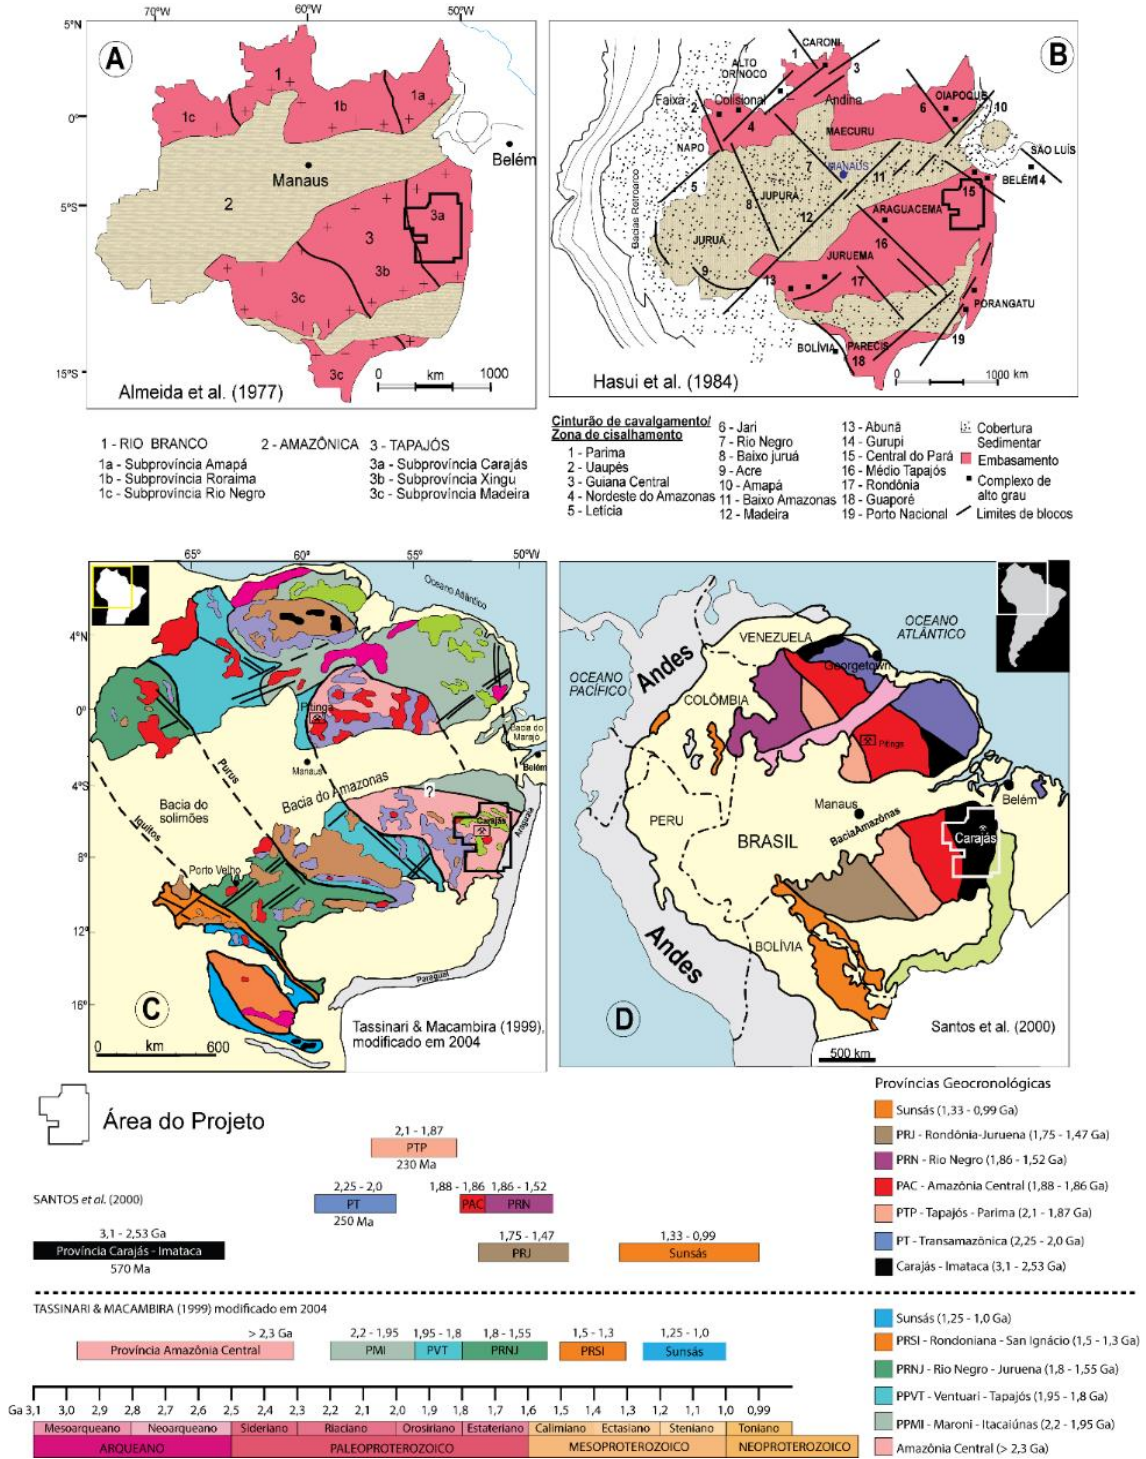 70°W
60°W
50°W
5°N
0°
5°S
15°S
A
1
1a
1b
1c
Belém
Manaus
2
3a
3
3b
3c
3c
0 km 1000
Almeida et al. (1977)
B
CARONI
1
3
ALTO
ORINOCO
Faixa Colisional Andina
2
4
6
OIAPOQUE
10
MAECURU
NAPO
SÃO LUÍS
7
MANAUS
11
BELÉM
14
5
8
JUPURÁ
15
Bacias Retroarco
12
ARAGUACEMA
16
JURUÁ
JURUEMA
9
13
17
PORANGATU
BOLÍVIA
PARECIS
18
19
0 1000 km
Hasui et al. (1984)
1 - RIO BRANCO
1a - Subprovíncia Amapá
1b - Subprovíncia Roraima
1c - Subprovíncia Rio Negro
2 - AMAZÔNICA
3 - TAPAJÓS
3a - Subprovíncia Carajás
3b - Subprovíncia Xingu
3c - Subprovíncia Madeira
Cinturão de cavalgamento/
Zona de cisalhamento
1 - Parima
2 - Uaupés
3 - Guiana Central
4 - Nordeste do Amazonas
5 - Letícia
6 - Jari
7 - Rio Negro
8 - Baixo juruá
9 - Acre
10 - Amapá
11 - Baixo Amazonas
12 - Madeira
13 - Abunã
14 - Gurupi
15 - Central do Pará
16 - Médio Tapajós
17 - Rondônia
18 - Guaporé
19 - Porto Nacional
Cobertura
Sedimentar
Embasamento
Complexo de
alto grau
Limites de blocos
65°
60°
55°
50°W
4°N
0°
4°S
8°
12°
16°
Oceano Atlântico
Pitinga
Bacia do
Marajó
Manaus
Belém
Purus
Bacia do Amazonas
?
Bacia do
solimões
Iquitos
Carajás
Araguaia
Porto Velho
Paraguai
C
0 km 600
Tassinari & Macambira (1999),
modificado em 2004
OCEANO
ATLÂNTICO
VENEZUELA
Georgetown
OCEANO
PACÍFICO
Andes
COLÔMBIA
Pitinga
Manaus
Belém
PERU
BRASIL
BaciaAmazônas
Carajás
BOLÍVIA
Andes
D
Santos et al. (2000)
500 km
Área do Projeto
2,1 - 1,87
PTP
230 Ma
SANTOS et al. (2000)
2,25 - 2,0
PT
250 Ma
1,88 - 1,86
PAC
1,86 - 1,52
PRN
3,1 - 2,53 Ga
Província Carajás - Imataca
570 Ma
1,75 - 1,47
PRJ
1,33 - 0,99
Sunsás
Províncias Geocronológicas
Sunsás (1,33 - 0,99 Ga)
PRJ - Rondônia-Juruena (1,75 - 1,47 Ga)
PRN - Rio Negro (1,86 - 1,52 Ga)
PAC - Amazônia Central (1,88 - 1,86 Ga)
PTP - Tapajós - Parima (2,1 - 1,87 Ga)
PT - Transamazônica (2,25 - 2,0 Ga)
Carajás - Imataca (3,1 - 2,53 Ga)
TASSINARI & MACAMBIRA (1999) modificado em 2004
> 2,3 Ga
Província Amazônia Central
2,2 - 1,95
PMI
1,95 - 1,8
PVT
1,8 - 1,55
PRNJ
1,5 - 1,3
PRSI
1,25 - 1,0
Sunsás
Sunsás (1,25 - 1,0 Ga)
PRSI - Rondoniana - San Ignácio (1,5 - 1,3 Ga)
PRNJ - Rio Negro - Juruena (1,8 - 1,55 Ga)
PPVT - Ventuari - Tapajós (1,95 - 1,8 Ga)
PPMI - Maroni - Itacaiúnas (2,2 - 1,95 Ga)
Amazônia Central (> 2,3 Ga)
Ga 3,1 3,0 2,9 2,8 2,7 2,6 2,5 2,4 2,3 2,2 2,1 2,0 1,9 1,8 1,7 1,6 1,5 1,4 1,3 1,2 1,1 1,0 0,99
Mesoarqueano Neoarqueano Sideriano Riaciano Orosiriano Estateriano Calimiano Ectasiano Steniano Toniano
ARQUEANO PALEOPROTEROZOICO MESOPROTEROZOICO NEOPROTEROZOICO